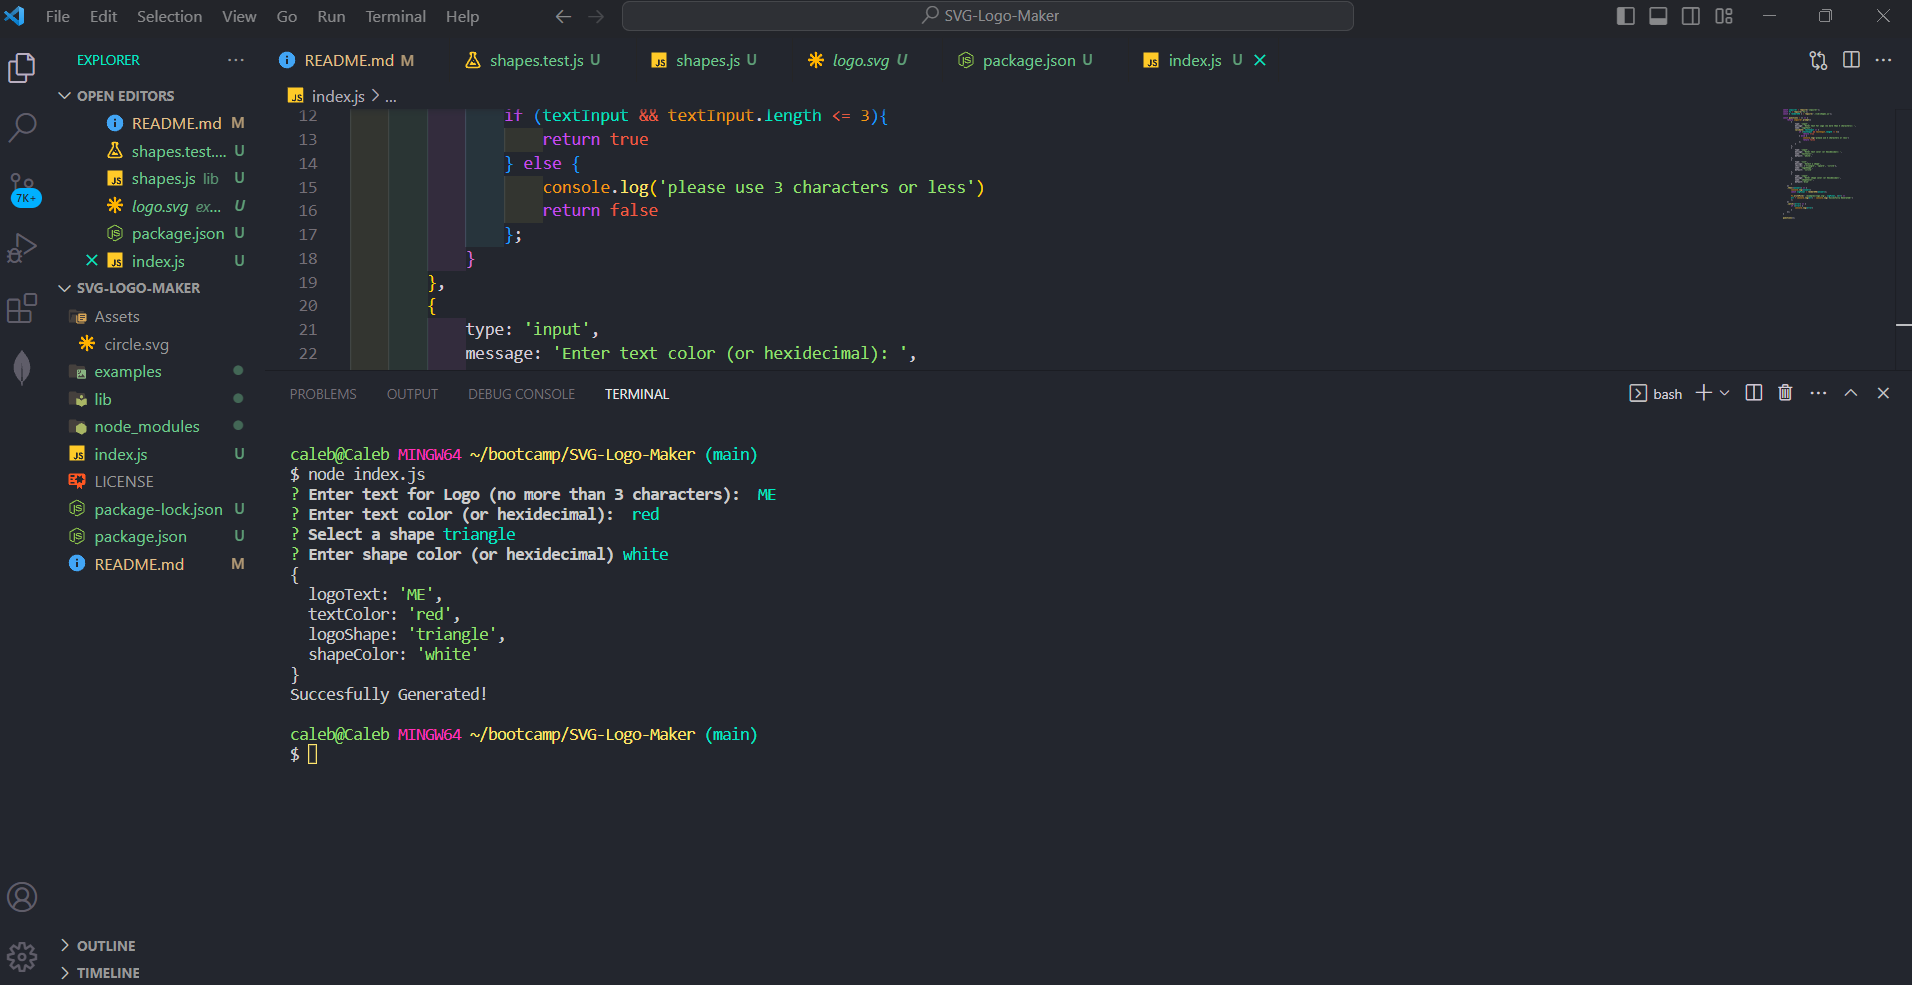 File Edit Selection View Go Run Terminal Help
SVG-Logo-Maker
EXPLORER
OPEN EDITORS
README.md M
shapes.test.... U
shapes.js lib U
logo.svg ex... U
package.json U
index.js U
SVG-LOGO-MAKER
Assets
circle.svg
examples
lib
node_modules
index.js U
LICENSE
package-lock.json U
package.json U
README.md M
OUTLINE
TIMELINE
7K+
README.md M shapes.test.js U shapes.js U logo.svg U package.json U index.js U
index.js > ...
12 if (textInput && textInput.length <= 3){
13 return true
14 } else {
15 console.log('please use 3 characters or less')
16 return false
17 };
18 }
19 },
20 {
21 type: 'input',
22 message: 'Enter text color (or hexidecimal): ',
PROBLEMS OUTPUT DEBUG CONSOLE TERMINAL
bash
caleb@Caleb MINGW64 ~/bootcamp/SVG-Logo-Maker (main)
$ node index.js
? Enter text for Logo (no more than 3 characters): ME
? Enter text color (or hexidecimal): red
? Select a shape triangle
? Enter shape color (or hexidecimal) white
{
logoText: 'ME',
textColor: 'red',
logoShape: 'triangle',
shapeColor: 'white'
}
Succesfully Generated!
caleb@Caleb MINGW64 ~/bootcamp/SVG-Logo-Maker (main)
$